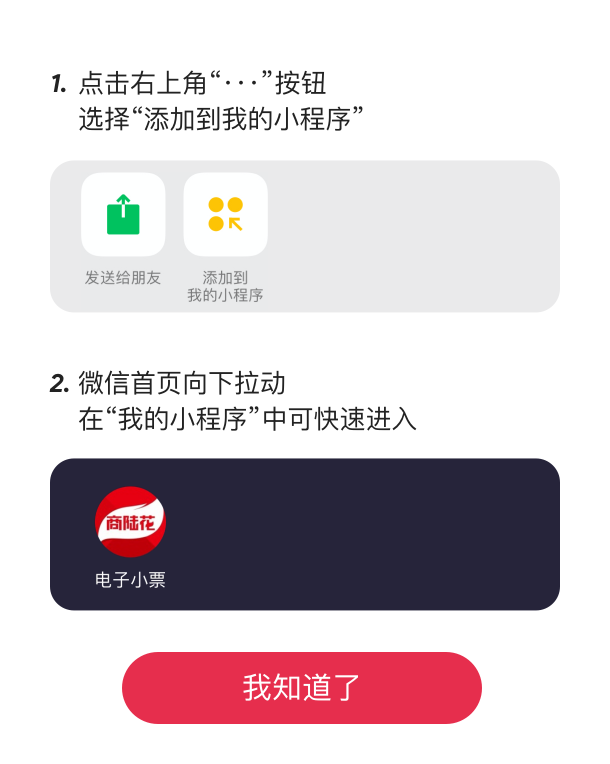 1. 点击右上角“···”按钮
选择“添加到我的小程序”
发送给朋友
添加到
我的小程序
2. 微信首页向下拉动
在“我的小程序”中可快速进入
商陆花
电子小票
我知道了